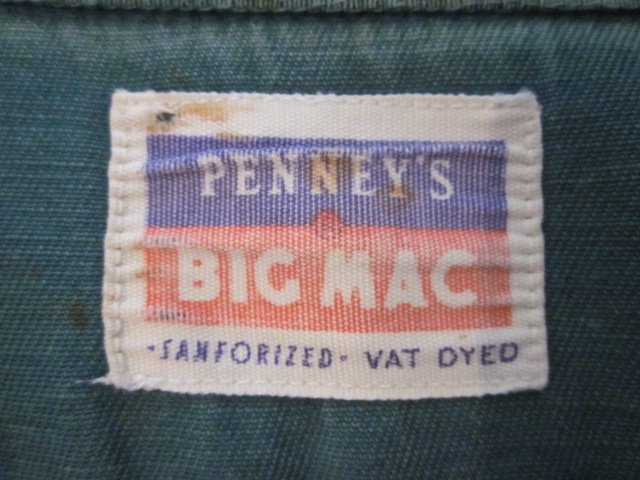 PENNEY'S
BIG MAC
·SANFORIZED· VAT DYED